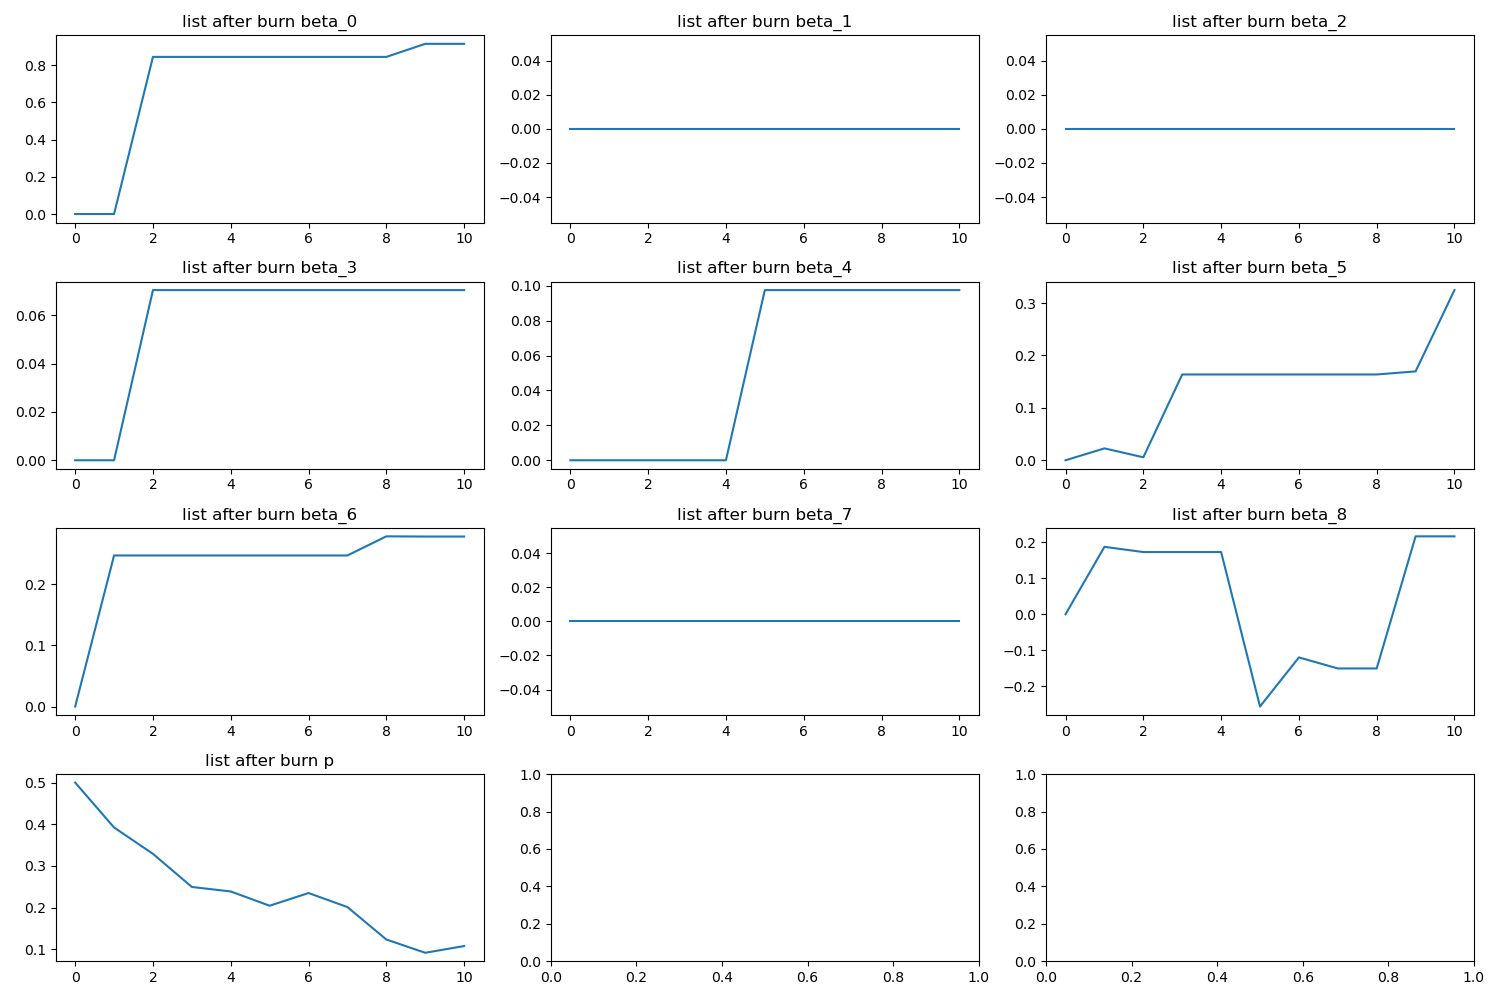 list after burn beta_0 list after burn beta_1 list after burn beta_2
0.8 0.04 0.04
0.6 0.02 0.02
0.4 0.00 0.00
0.2 −0.02 −0.02
0.0 −0.04 −0.04
0 2 4 6 8 10 0 2 4 6 8 10 0 2 4 6 8 10
list after burn beta_3 list after burn beta_4 list after burn beta_5
0.06 0.10 0.3
0.04 0.08 0.2
0.02 0.06 0.1
0.00 0.04 0.0
0.02
0.00
0 2 4 6 8 10 0 2 4 6 8 10 0 2 4 6 8 10
list after burn beta_6 list after burn beta_7 list after burn beta_8
0.2 0.04 0.2
0.1 0.02 0.1
0.0 0.00 0.0
−0.02 −0.1
−0.04 −0.2
0 2 4 6 8 10 0 2 4 6 8 10 0 2 4 6 8 10
list after burn p
0.5 1.0 1.0
0.4 0.8 0.8
0.3 0.6 0.6
0.2 0.4 0.4
0.1 0.2 0.2
0.0 0.0
0 2 4 6 8 10 0.0 0.2 0.4 0.6 0.8 1.0 0.0 0.2 0.4 0.6 0.8 1.0